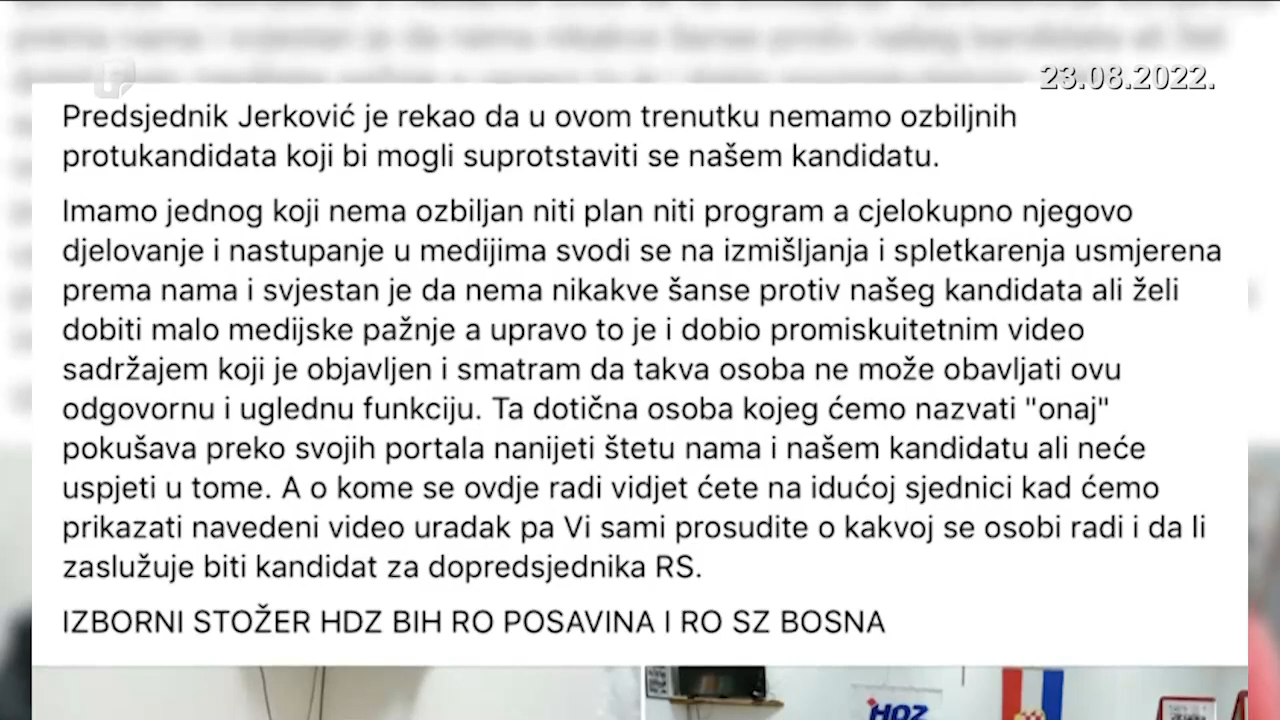 23.08.2022.
Predsjednik Jerković je rekao da u ovom trenutku nemamo ozbiljnih
protukandidata koji bi mogli suprotstaviti se našem kandidatu.
Imamo jednog koji nema ozbiljan niti plan niti program a cjelokupno njegovo
djelovanje i nastupanje u medijima svodi se na izmišljanja i spletkarenja usmjerena
prema nama i svjestan je da nema nikakve šanse protiv našeg kandidata ali želi
dobiti malo medijske pažnje a upravo to je i dobio promiskuitetnim video
sadržajem koji je objavljen i smatram da takva osoba ne može obavljati ovu
odgovornu i uglednu funkciju. Ta dotična osoba kojeg ćemo nazvati "onaj"
pokušava preko svojih portala nanijeti štetu nama i našem kandidatu ali neće
uspjeti u tome. A o kome se ovdje radi vidjet ćete na idućoj sjednici kad ćemo
prikazati navedeni video uradak pa Vi sami prosudite o kakvoj se osobi radi i da li
zaslužuje biti kandidat za dopredsjednika RS.
IZBORNI STOŽER HDZ BIH RO POSAVINA I RO SZ BOSNA
HDZ